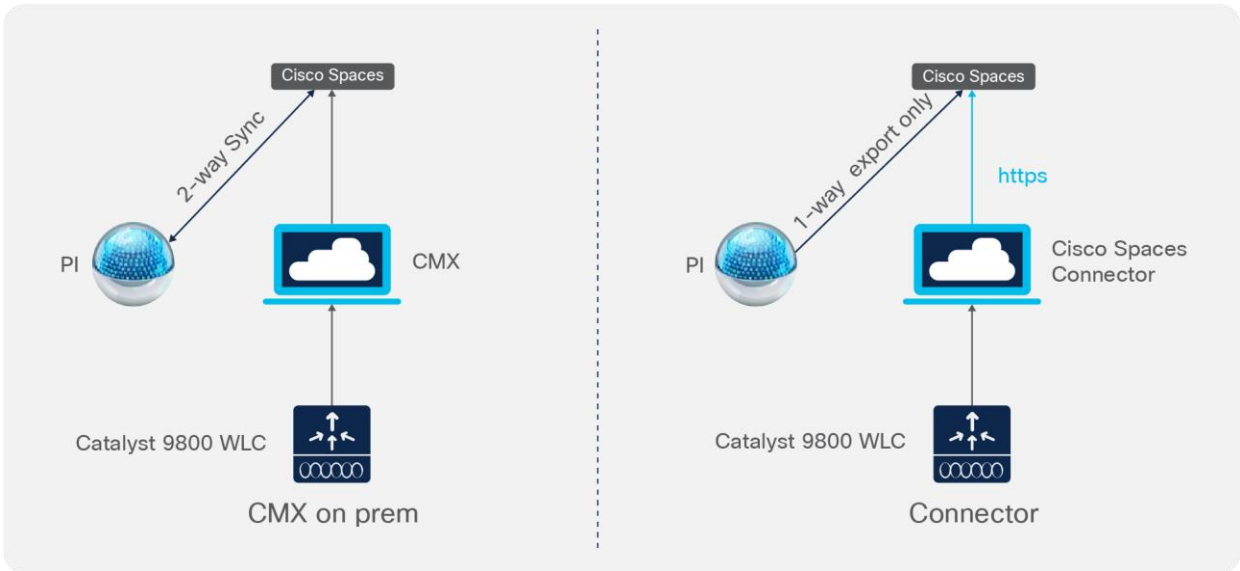 Cisco Spaces
2-way Sync
PI
CMX
Catalyst 9800 WLC
CMX on prem
Cisco Spaces
1-way export only
https
PI
Cisco Spaces
Connector
Catalyst 9800 WLC
Connector